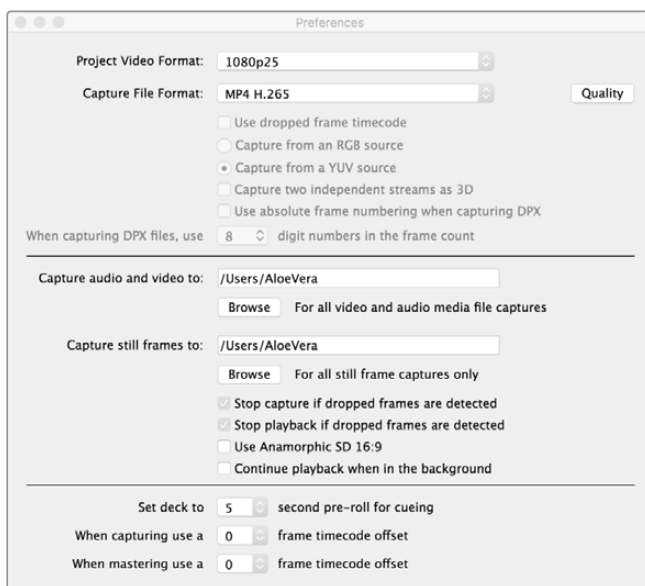 Preferences
Project Video Format: 1080p25
Capture File Format: MP4 H.265 Quality
Use dropped frame timecode
Capture from an RGB source
Capture from a YUV source
Capture two independent streams as 3D
Use absolute frame numbering when capturing DPX
When capturing DPX files, use 8 digit numbers in the frame count
Capture audio and video to: /Users/AloeVera
Browse For all video and audio media file captures
Capture still frames to: /Users/AloeVera
Browse For all still frame captures only
Stop capture if dropped frames are detected
Stop playback if dropped frames are detected
Use Anamorphic SD 16:9
Continue playback when in the background
Set deck to 5 second pre-roll for cueing
When capturing use a 0 frame timecode offset
When mastering use a 0 frame timecode offset